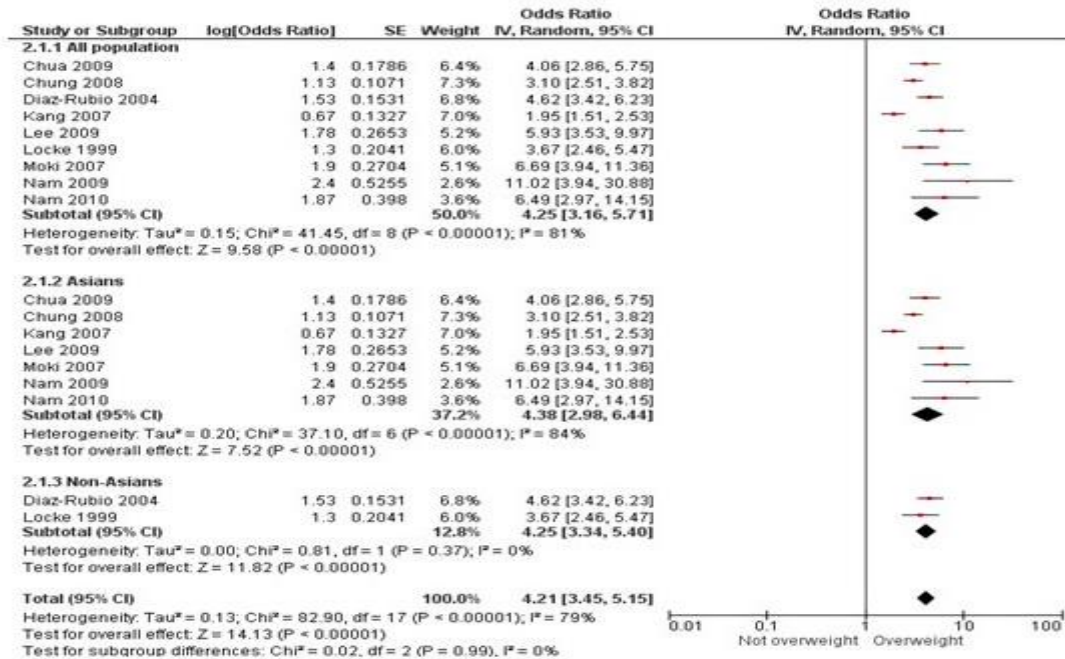 Odds Ratio Odds Ratio
Study or Subgroup log[Odds Ratio] SE Weight IV, Random, 95% CI IV, Random, 95% CI
2.1.1 All population
Chua 2009 1.4 0.1786 6.4% 4.06 [2.86, 5.75]
Chung 2008 1.13 0.1071 7.3% 3.10 [2.51, 3.82]
Diaz-Rubio 2004 1.53 0.1531 6.8% 4.62 [3.42, 6.23]
Kang 2007 0.67 0.1327 7.0% 1.95 [1.51, 2.53]
Lee 2009 1.78 0.2653 5.2% 5.93 [3.53, 9.97]
Locke 1999 1.3 0.2041 6.0% 3.67 [2.46, 5.47]
Moki 2007 1.9 0.2704 5.1% 6.69 [3.94, 11.36]
Nam 2009 2.4 0.5255 2.6% 11.02 [3.94, 30.88]
Nam 2010 1.87 0.398 3.6% 6.49 [2.97, 14.15]
Subtotal (95% CI) 50.0% 4.25 [3.16, 5.71]
Heterogeneity: Tau² = 0.15; Chi² = 41.45, df = 8 (P < 0.00001); I² = 81%
Test for overall effect: Z = 9.58 (P < 0.00001)
2.1.2 Asians
Chua 2009 1.4 0.1786 6.4% 4.06 [2.86, 5.75]
Chung 2008 1.13 0.1071 7.3% 3.10 [2.51, 3.82]
Kang 2007 0.67 0.1327 7.0% 1.95 [1.51, 2.53]
Lee 2009 1.78 0.2653 5.2% 5.93 [3.53, 9.97]
Moki 2007 1.9 0.2704 5.1% 6.69 [3.94, 11.36]
Nam 2009 2.4 0.5255 2.6% 11.02 [3.94, 30.88]
Nam 2010 1.87 0.398 3.6% 6.49 [2.97, 14.15]
Subtotal (95% CI) 37.2% 4.38 [2.98, 6.44]
Heterogeneity: Tau² = 0.20; Chi² = 37.10, df = 6 (P < 0.00001); I² = 84%
Test for overall effect: Z = 7.52 (P < 0.00001)
2.1.3 Non-Asians
Diaz-Rubio 2004 1.53 0.1531 6.8% 4.62 [3.42, 6.23]
Locke 1999 1.3 0.2041 6.0% 3.67 [2.46, 5.47]
Subtotal (95% CI) 12.8% 4.25 [3.34, 5.40]
Heterogeneity: Tau² = 0.00; Chi² = 0.81, df = 1 (P = 0.37); I² = 0%
Test for overall effect: Z = 11.82 (P < 0.00001)
Total (95% CI) 100.0% 4.21 [3.45, 5.15]
Heterogeneity: Tau² = 0.13; Chi² = 82.90, df = 17 (P < 0.00001); I² = 79%
Test for overall effect: Z = 14.13 (P < 0.00001)
Test for subgroup differences: Chi² = 0.02, df = 2 (P = 0.99), I² = 0%
0.01 0.1 1 10 100
Not overweight Overweight